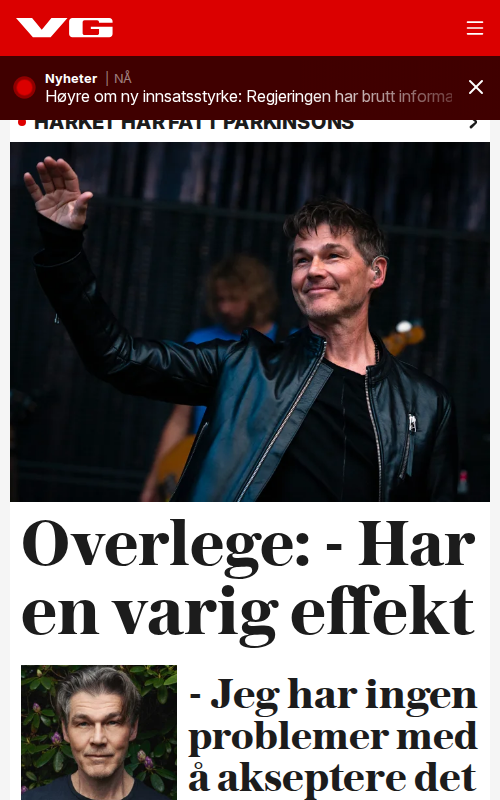 VG
Nyheter | NÅ
Høyre om ny innsatsstyrke: Regjeringen har brutt informa
HARKET HAR FÅTT PARKINSONS
Overlege: - Har
en varig effekt
- Jeg har ingen
problemer med
å akseptere det